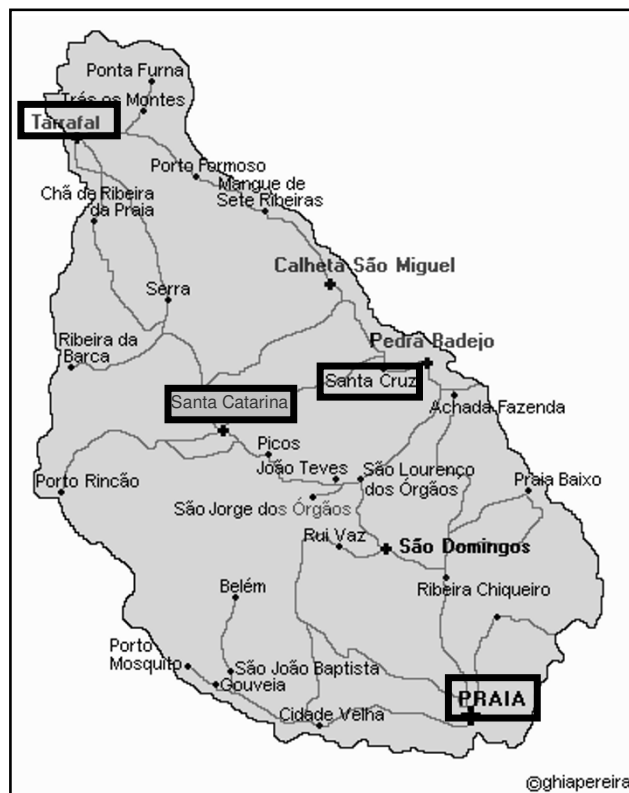 Ponta Furna
Trás os Montes
Tarrafal
Porto Formoso
Mangue de
Sete Ribeiras
Chã de Ribeira
da Praia
Calheta São Miguel
Serra
Ribeira da
Barca
Pedra Badejo
Santa Cruz
Santa Catarina
Achada Fazenda
Picos
João Teves
São Lourenço
dos Órgãos
Porto Rincão
Praia Baixo
São Jorge dos Órgãos
Rui Vaz
São Domingos
Belém
Ribeira Chiqueiro
Porto
Mosquito
São João Baptista
Gouveia
PRAIA
Cidade Velha
©ghiapereira